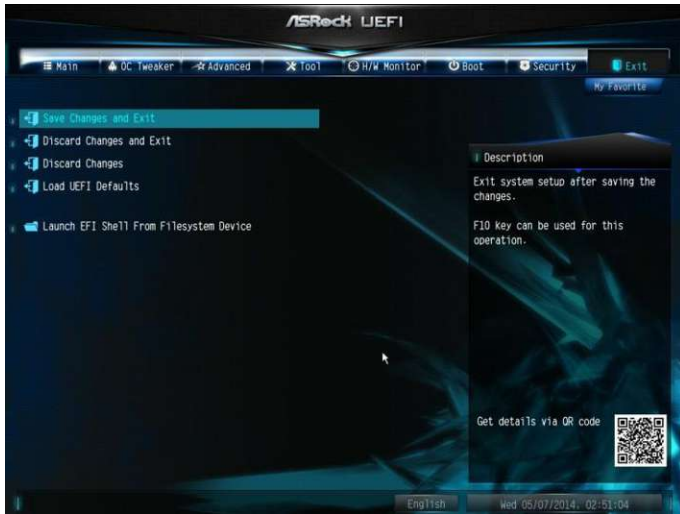 ASRock UEFI
Main OC Tweaker Advanced Tool H/W Monitor Boot Security Exit
My Favorite
Save Changes and Exit
Discard Changes and Exit
Discard Changes
Load UEFI Defaults
Launch EFI Shell From Filesystem Device
Description
Exit system setup after saving the
changes.
F10 key can be used for this
operation.
Get details via QR code
English
Wed 05/07/2014, 02:51:04